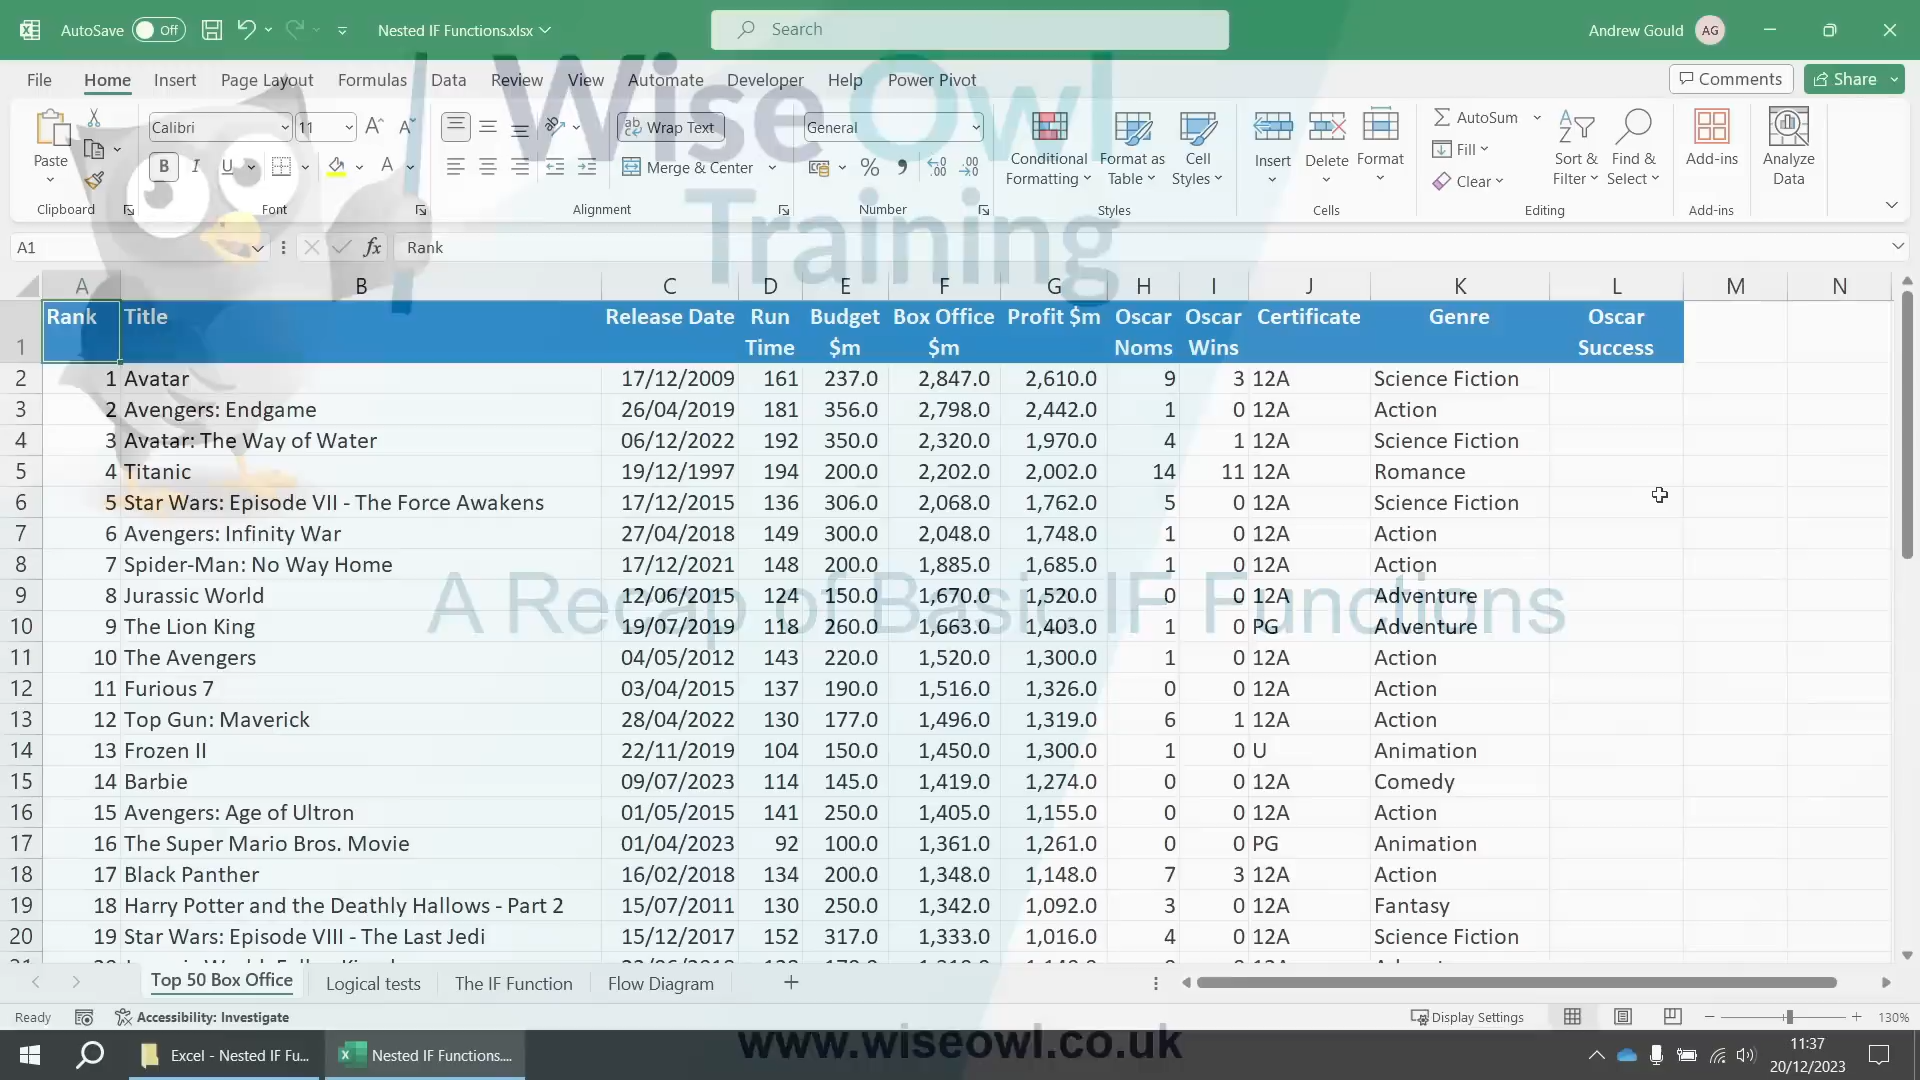 AutoSave Off Nested IF Functions.xlsx Search Andrew Gould AG
File Home Insert Page Layout Formulas Data Review View Automate Developer Help Power Pivot Comments Share
Paste Calibri 11 Wrap Text General Conditional Formatting Format as Table Cell Styles Insert Delete Format AutoSum Fill Clear Sort & Filter Find & Select Add-ins Analyze Data
B I U A Merge & Center
Clipboard Font Alignment Number Styles Cells Editing Add-ins
WiseOwl
Training
A1 fx Rank
A B C D E F G H I J K L M N
1 Rank Title Release Date Run Time Budget $m Box Office $m Profit $m Oscar Noms Oscar Wins Certificate Genre Oscar Success
2 1 Avatar 17/12/2009 161 237.0 2,847.0 2,610.0 9 3 12A Science Fiction
3 2 Avengers: Endgame 26/04/2019 181 356.0 2,798.0 2,442.0 1 0 12A Action
4 3 Avatar: The Way of Water 06/12/2022 192 350.0 2,320.0 1,970.0 4 1 12A Science Fiction
5 4 Titanic 19/12/1997 194 200.0 2,202.0 2,002.0 14 11 12A Romance
6 5 Star Wars: Episode VII - The Force Awakens 17/12/2015 136 306.0 2,068.0 1,762.0 5 0 12A Science Fiction
7 6 Avengers: Infinity War 27/04/2018 149 300.0 2,048.0 1,748.0 1 0 12A Action
8 7 Spider-Man: No Way Home 17/12/2021 148 200.0 1,885.0 1,685.0 1 0 12A Action
9 8 Jurassic World 12/06/2015 124 150.0 1,670.0 1,520.0 0 0 12A Adventure
A Recap of Basic IF Functions
10 9 The Lion King 19/07/2019 118 260.0 1,663.0 1,403.0 1 0 PG Adventure
11 10 The Avengers 04/05/2012 143 220.0 1,520.0 1,300.0 1 0 12A Action
12 11 Furious 7 03/04/2015 137 190.0 1,516.0 1,326.0 0 0 12A Action
13 12 Top Gun: Maverick 28/04/2022 130 177.0 1,496.0 1,319.0 6 1 12A Action
14 13 Frozen II 22/11/2019 104 150.0 1,450.0 1,300.0 1 0 U Animation
15 14 Barbie 09/07/2023 114 145.0 1,419.0 1,274.0 0 0 12A Comedy
16 15 Avengers: Age of Ultron 01/05/2015 141 250.0 1,405.0 1,155.0 0 0 12A Action
17 16 The Super Mario Bros. Movie 01/04/2023 92 100.0 1,361.0 1,261.0 0 0 PG Animation
18 17 Black Panther 16/02/2018 134 200.0 1,348.0 1,148.0 7 3 12A Action
19 18 Harry Potter and the Deathly Hallows - Part 2 15/07/2011 130 250.0 1,342.0 1,092.0 3 0 12A Fantasy
20 19 Star Wars: Episode VIII - The Last Jedi 15/12/2017 152 317.0 1,333.0 1,016.0 4 0 12A Science Fiction
Top 50 Box Office Logical tests The IF Function Flow Diagram
Ready Accessibility: Investigate Display Settings 130%
www.wiseowl.co.uk
Excel - Nested IF Fu... Nested IF Functions.... 11:37
20/12/2023